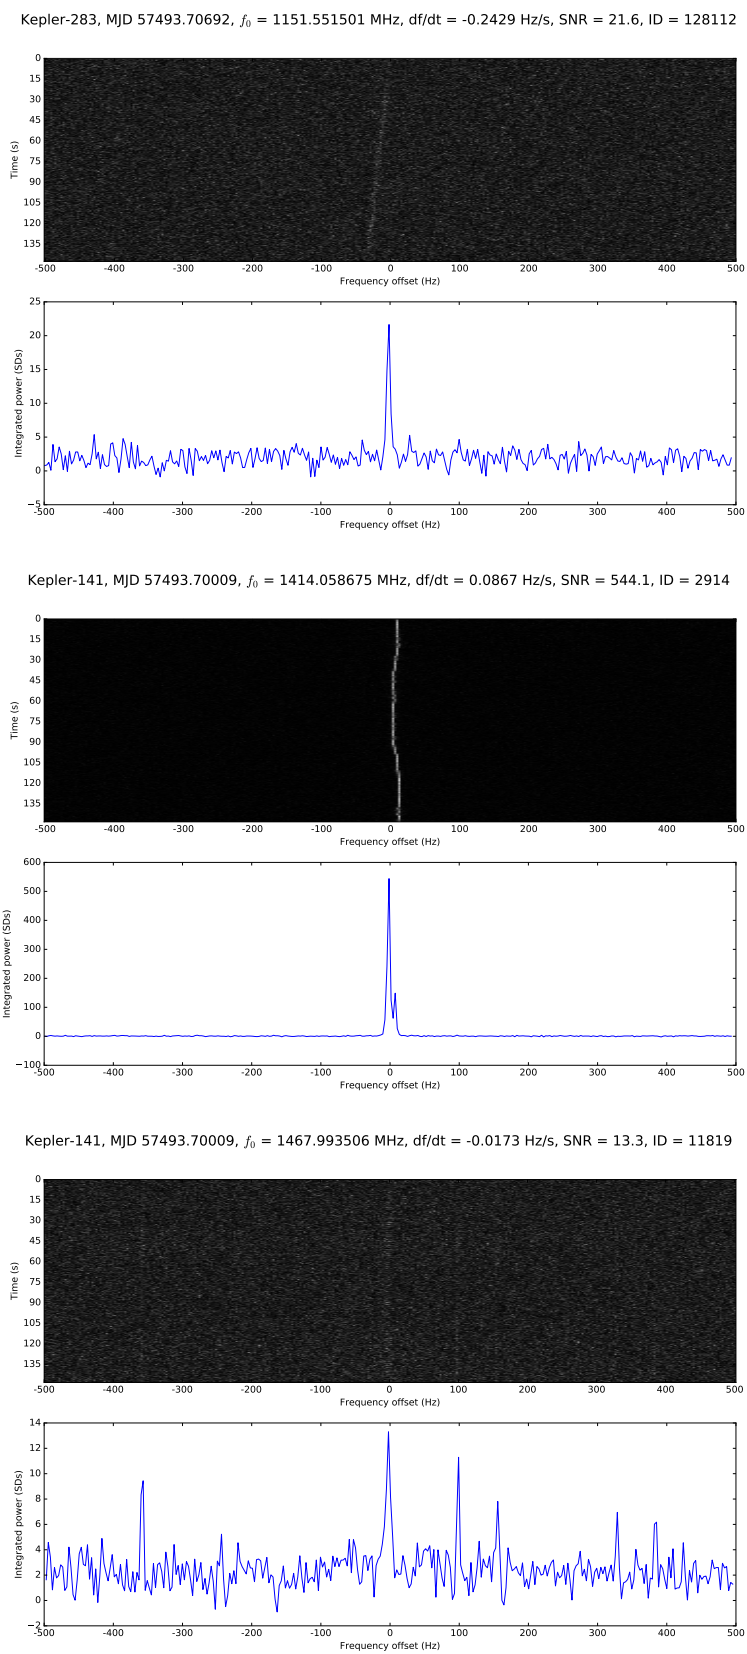 Kepler-283, MJD 57493.70692, f0 = 1151.551501 MHz, df/dt = -0.2429 Hz/s, SNR = 21.6, ID = 128112
0
15
30
45
60
75
90
105
120
135
Time (s)
-500 -400 -300 -200 -100 0 100 200 300 400 500
Frequency offset (Hz)
25
20
15
10
5
0
−5
Integrated power (SDs)
-500 -400 -300 -200 -100 0 100 200 300 400 500
Frequency offset (Hz)
Kepler-141, MJD 57493.70009, f0 = 1414.058675 MHz, df/dt = 0.0867 Hz/s, SNR = 544.1, ID = 2914
0
15
30
45
60
75
90
105
120
135
Time (s)
-500 -400 -300 -200 -100 0 100 200 300 400 500
Frequency offset (Hz)
600
500
400
300
200
100
0
−100
Integrated power (SDs)
-500 -400 -300 -200 -100 0 100 200 300 400 500
Frequency offset (Hz)
Kepler-141, MJD 57493.70009, f0 = 1467.993506 MHz, df/dt = -0.0173 Hz/s, SNR = 13.3, ID = 11819
0
15
30
45
60
75
90
105
120
135
Time (s)
-500 -400 -300 -200 -100 0 100 200 300 400 500
Frequency offset (Hz)
14
12
10
8
6
4
2
0
−2
Integrated power (SDs)
-500 -400 -300 -200 -100 0 100 200 300 400 500
Frequency offset (Hz)